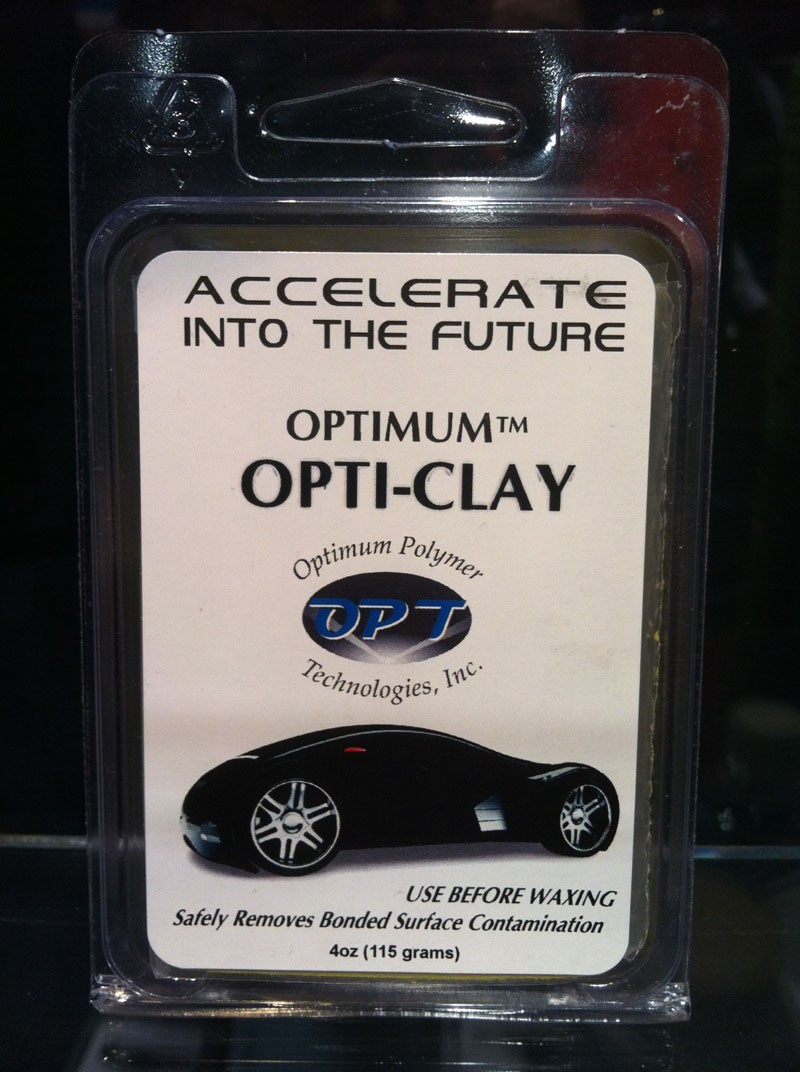 3
ACCELERATE
INTO THE FUTURE
OPTIMUM™
OPTI-CLAY
Optimum Polymer
OPT
Technologies, Inc.
USE BEFORE WAXING
Safely Removes Bonded Surface Contamination
4oz (115 grams)